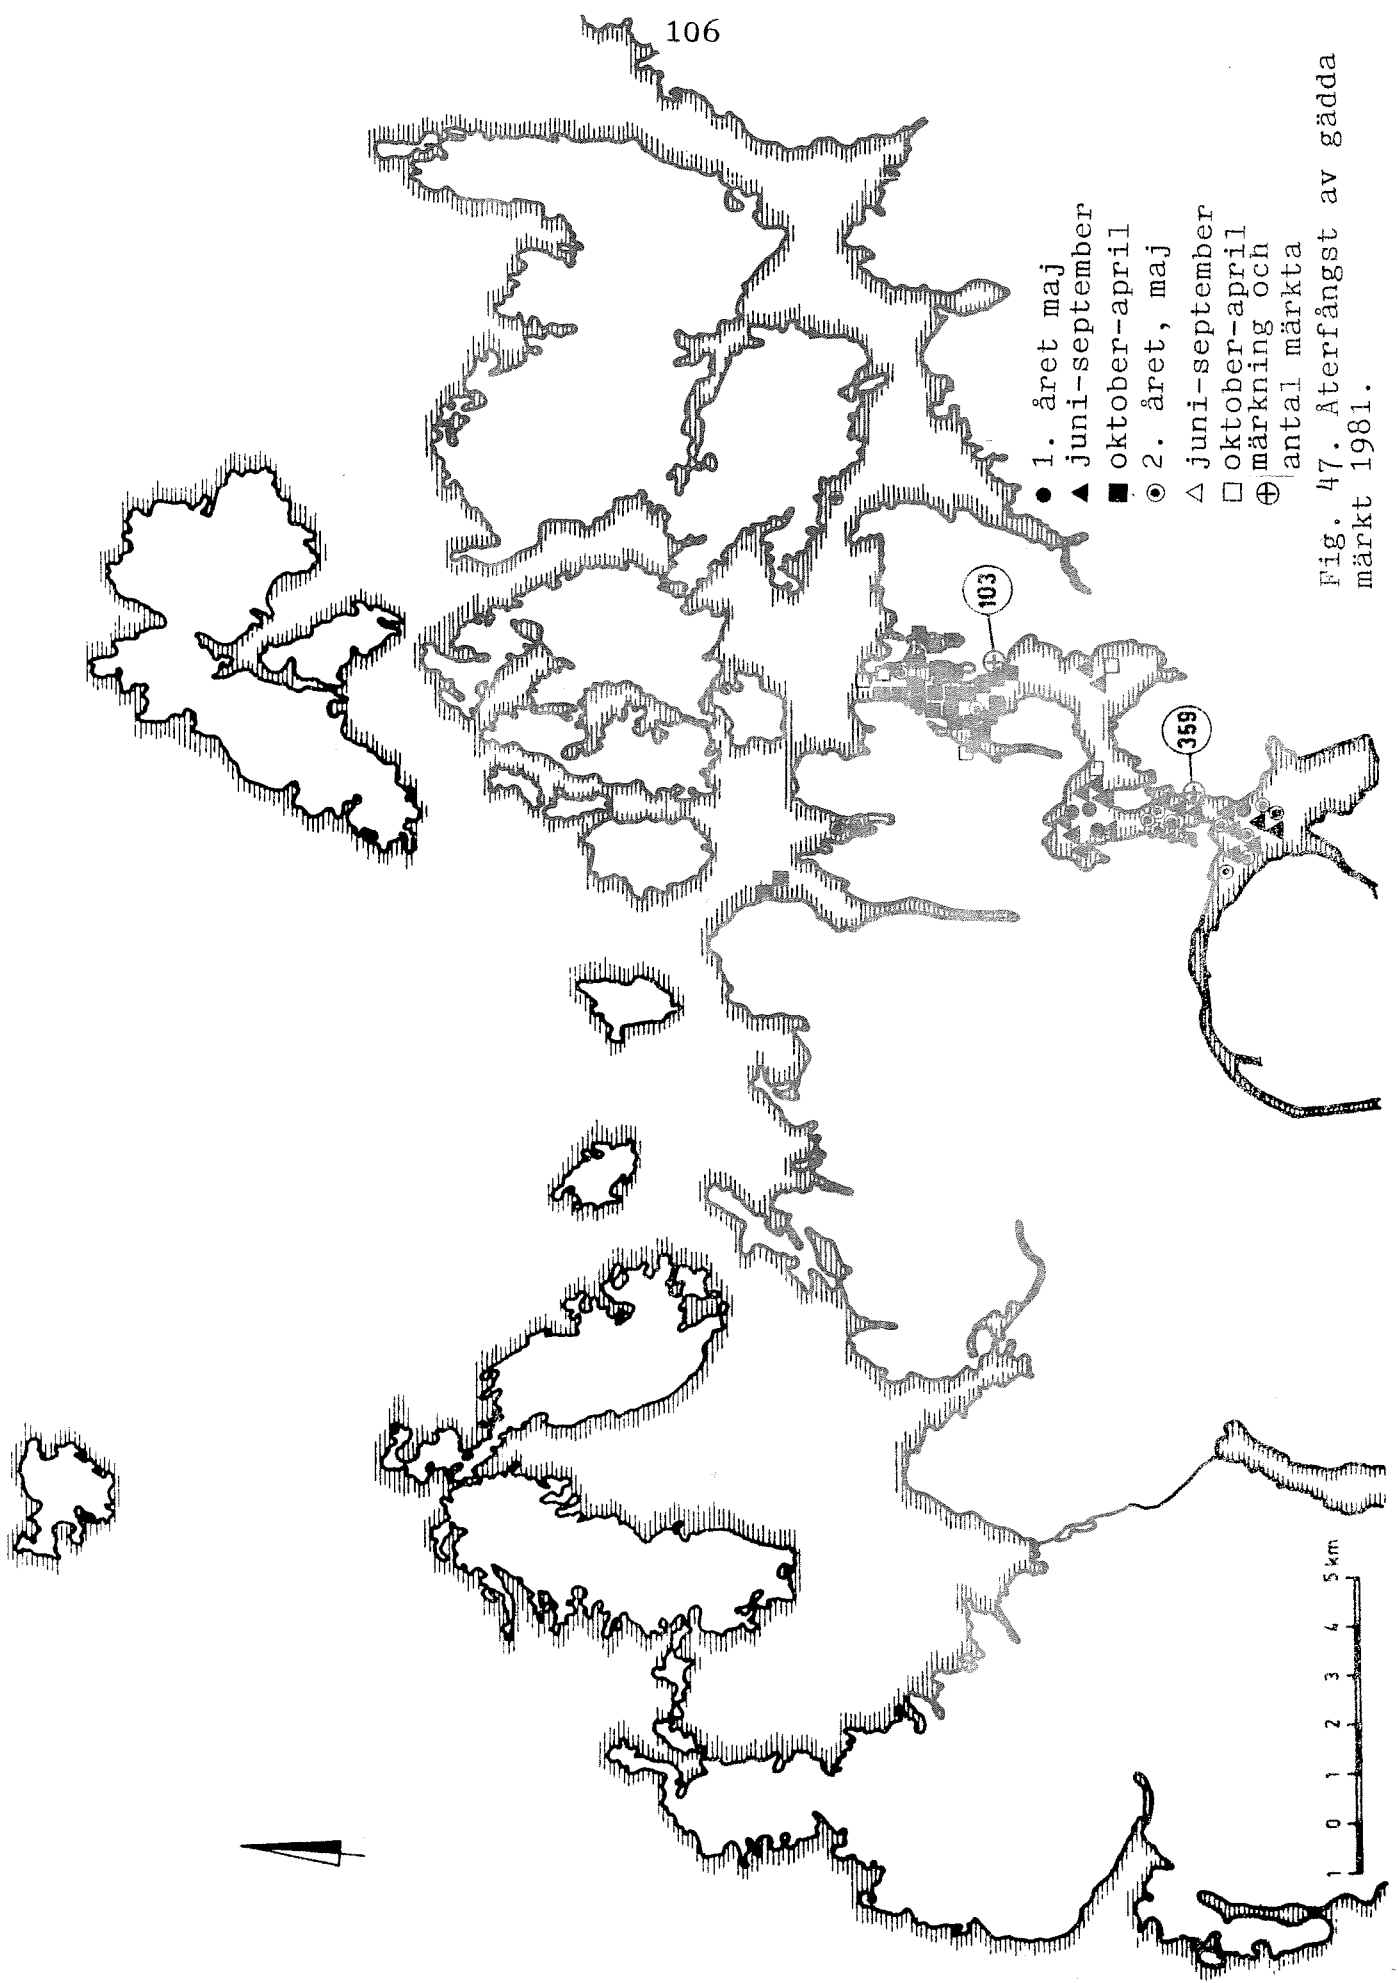 106
● 1. året maj
▲ juni-september
■ oktober-april
◉ 2. året, maj
△ juni-september
□ oktober-april
⊕ märkning och
antal märkta
Fig. 47. Återfångst av gädda
märkt 1981.
103
359
1 0 1 2 3 4 5 km